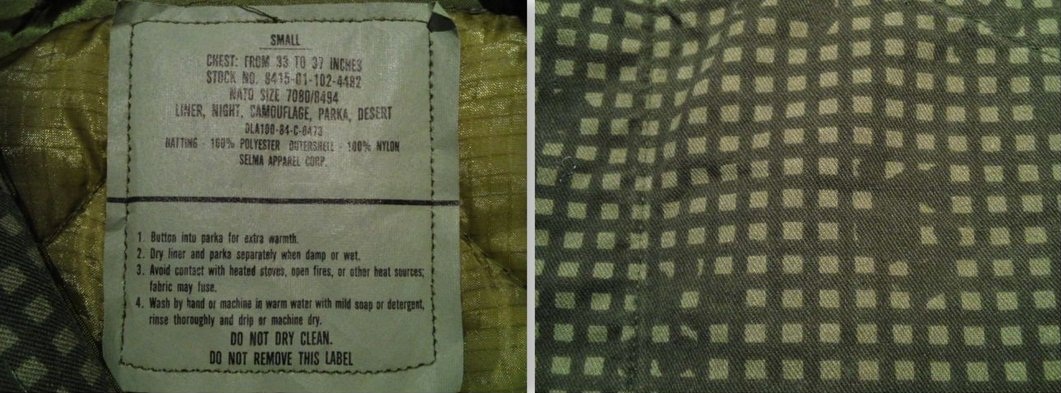 SMALL
CHEST: FROM 33 TO 37 INCHES
STOCK NO. 8415-01-102-4482
NATO SIZE 7080/8494
LINER, NIGHT, CAMOUFLAGE, PARKA, DESERT
DLA100-84-C-0473
BATTING - 100% POLYESTER OUTERSHELL - 100% NYLON
SELMA APPAREL CORP.
1. Button into parka for extra warmth.
2. Dry liner and parka separately when damp or wet.
3. Avoid contact with heated stoves, open fires, or other heat sources;
fabric may fuse.
4. Wash by hand or machine in warm water with mild soap or detergent,
rinse thoroughly and drip or machine dry.
DO NOT DRY CLEAN.
DO NOT REMOVE THIS LABEL